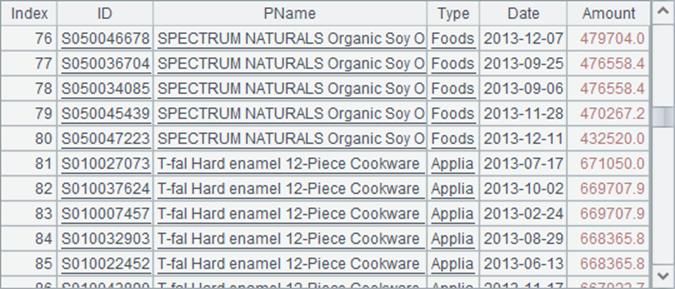 Index ID PName Type Date Amount
76 S050046678 SPECTRUM NATURALS Organic Soy O Foods 2013-12-07 479704.0
77 S050036704 SPECTRUM NATURALS Organic Soy O Foods 2013-09-25 476558.4
78 S050034085 SPECTRUM NATURALS Organic Soy O Foods 2013-09-06 476558.4
79 S050045439 SPECTRUM NATURALS Organic Soy O Foods 2013-11-28 470267.2
80 S050047223 SPECTRUM NATURALS Organic Soy O Foods 2013-12-11 432520.0
81 S010027073 T-fal Hard enamel 12-Piece Cookware Applia 2013-07-17 671050.0
82 S010037624 T-fal Hard enamel 12-Piece Cookware Applia 2013-10-02 669707.9
83 S010007457 T-fal Hard enamel 12-Piece Cookware Applia 2013-02-24 669707.9
84 S010032903 T-fal Hard enamel 12-Piece Cookware Applia 2013-08-29 668365.8
85 S010022452 T-fal Hard enamel 12-Piece Cookware Applia 2013-06-13 668365.8